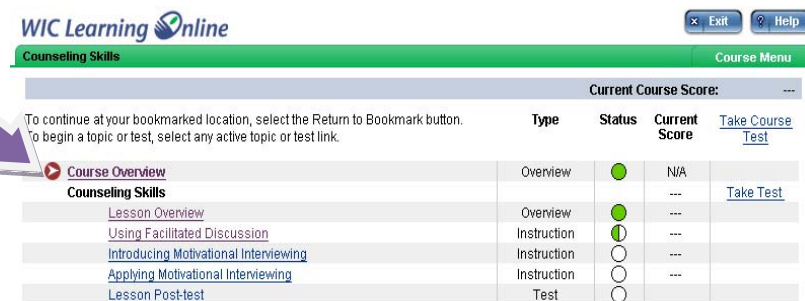 WIC Learning Online
Exit
Help
Counseling Skills
Course Menu
Current Course Score: ---
To continue at your bookmarked location, select the Return to Bookmark button.
To begin a topic or test, select any active topic or test link.
Type
Status
Current
Score
Take Course
Test
Course Overview Overview N/A
Counseling Skills --- Take Test
Lesson Overview Overview ---
Using Facilitated Discussion Instruction ---
Introducing Motivational Interviewing Instruction ---
Applying Motivational Interviewing Instruction ---
Lesson Post-test Test